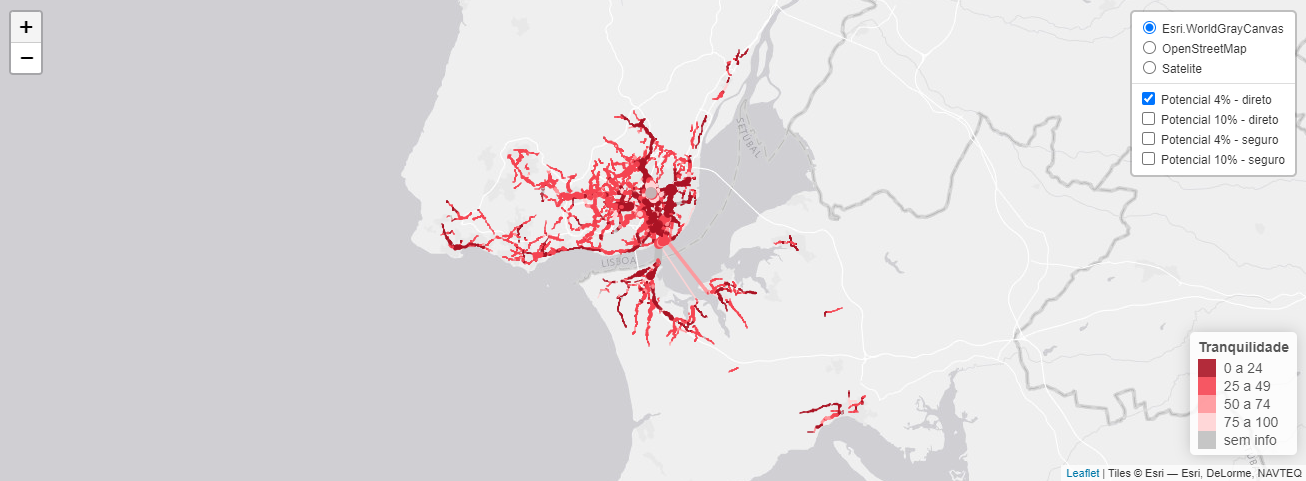 +
−
Esri.WorldGrayCanvas
OpenStreetMap
Satelite
Potencial 4% - direto
Potencial 10% - direto
Potencial 4% - seguro
Potencial 10% - seguro
SETUBAL
LISBOA
Tranquilidade
0 a 24
25 a 49
50 a 74
75 a 100
sem info
Leaflet | Tiles © Esri — Esri, DeLorme, NAVTEQ